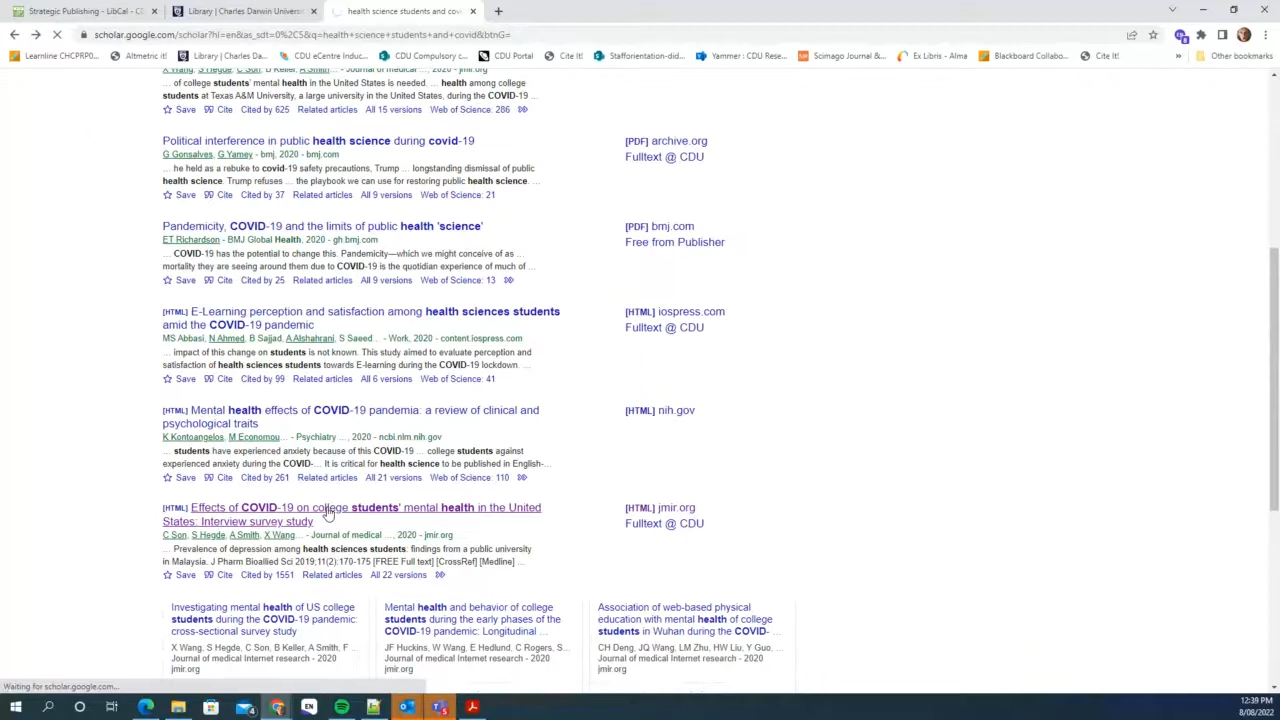 Strategic Publishing - LibCal - CD
Library | Charles Darwin Universi
health science students and cov
scholar.google.com/scholar?hl=en&as_sdt=0%2C5&q=health+science+students+and+covid&btnG=
Learnline CHCPRP0...
Altmetric it!
Library | Charles Da...
CDU eCentre Induc...
CDU Compulsory c...
CDU Portal
Cite It!
Stafforientation-did...
Yammer : CDU Rese...
Scimago Journal &...
Ex Libris - Alma
Blackboard Collabo...
Cite It!
»
Other bookmarks
X Wang, S Hegde, C Son, B Keller, A Smith... - Journal of medical ..., 2020 - jmir.org
... of college students' mental health in the United States is needed. ... health among college
students at Texas A&M University, a large university in the United States, during the COVID-19 ...
Save Cite Cited by 625 Related articles All 15 versions Web of Science: 286
Political interference in public health science during covid-19
[PDF] archive.org
G Gonsalves, G Yamey - bmj, 2020 - bmj.com
Fulltext @ CDU
... he held as a rebuke to covid-19 safety precautions, Trump ... longstanding dismissal of public
health science. Trump refuses ... the playbook we can use for restoring public health science. ...
Save Cite Cited by 37 Related articles All 9 versions Web of Science: 21
Pandemicity, COVID-19 and the limits of public health 'science'
[PDF] bmj.com
ET Richardson - BMJ Global Health, 2020 - gh.bmj.com
Free from Publisher
... COVID-19 has the potential to change this. Pandemicity—which we might conceive of as ...
mortality they are seeing around them due to COVID-19 is the quotidian experience of much of ...
Save Cite Cited by 25 Related articles All 9 versions Web of Science: 13
[HTML] E-Learning perception and satisfaction among health sciences students
amid the COVID-19 pandemic
[HTML] iospress.com
Fulltext @ CDU
MS Abbasi, N Ahmed, B Sajjad, A Alshahrani, S Saeed... - Work, 2020 - content.iospress.com
... impact of this change on students is not known. This study aimed to evaluate perception and
satisfaction of health sciences students towards E-learning during the COVID-19 lockdown. ...
Save Cite Cited by 99 Related articles All 6 versions Web of Science: 41
[HTML] Mental health effects of COVID-19 pandemia: a review of clinical and
psychological traits
[HTML] nih.gov
K Kontoangelos, M Economou... - Psychiatry ..., 2020 - ncbi.nlm.nih.gov
... students have experienced anxiety because of this COVID-19 ... college students against
experienced anxiety during the COVID-... It is critical for health science to be published in English-...
Save Cite Cited by 261 Related articles All 21 versions Web of Science: 110
[HTML] Effects of COVID-19 on college students' mental health in the United
States: Interview survey study
[HTML] jmir.org
Fulltext @ CDU
C Son, S Hegde, A Smith, X Wang... - Journal of medical ..., 2020 - jmir.org
... Prevalence of depression among health sciences students: findings from a public university
in Malaysia. J Pharm Bioallied Sci 2019;11(2):170-175 [FREE Full text] [CrossRef] [Medline] ...
Save Cite Cited by 1551 Related articles All 22 versions
Investigating mental health of US college
students during the COVID-19 pandemic:
cross-sectional survey study
X Wang, S Hegde, C Son, B Keller, A Smith, F ...
Journal of medical Internet research - 2020
jmir.org
Mental health and behavior of college
students during the early phases of the
COVID-19 pandemic: Longitudinal ...
JF Huckins, W Wang, E Hedlund, C Rogers, S...
Journal of medical Internet research - 2020
jmir.org
Association of web-based physical
education with mental health of college
students in Wuhan during the COVID- ...
CH Deng, JQ Wang, LM Zhu, HW Liu, Y Guo, ...
Journal of medical Internet research - 2020
jmir.org
Waiting for scholar.google.com...
EN
12:39 PM
8/08/2022